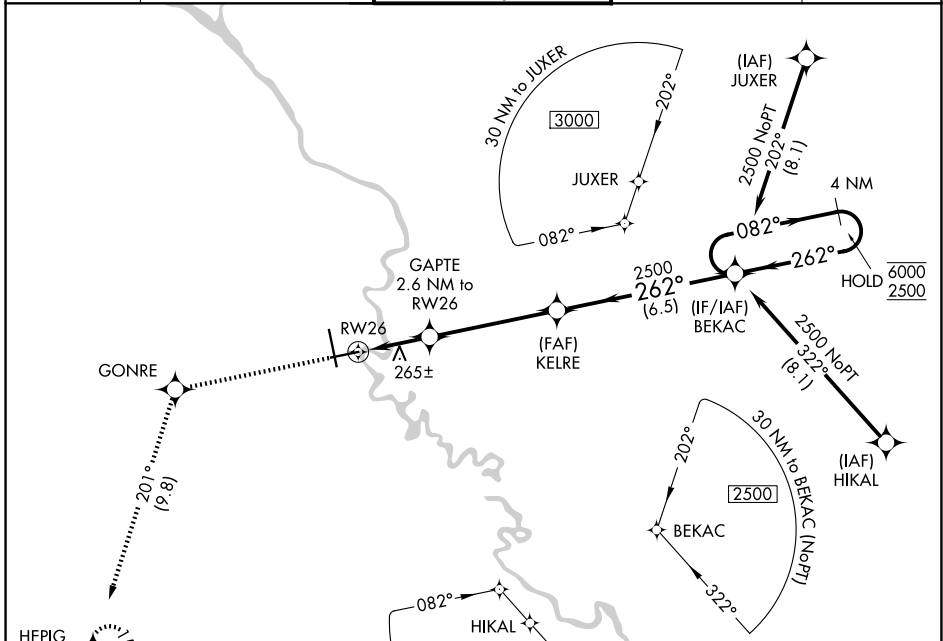 (IAF)
JUXER
30 NM to JUXER
202°
3000
JUXER
082°
2500 NoPT
202°
(8.1)
4 NM
082°
262°
HOLD
6000
2500
GAPTE
2.6 NM to
RW26
2500
262°
(6.5)
(IF/IAF)
BEKAC
RW26
265±
(FAF)
KELRE
GONRE
2500 NoPT
322°
(8.1)
(IAF)
HIKAL
201°
(9.8)
202°
30 NM to BEKAC (NoPT)
2500
BEKAC
322°
082°
HIKAL
HEPIG